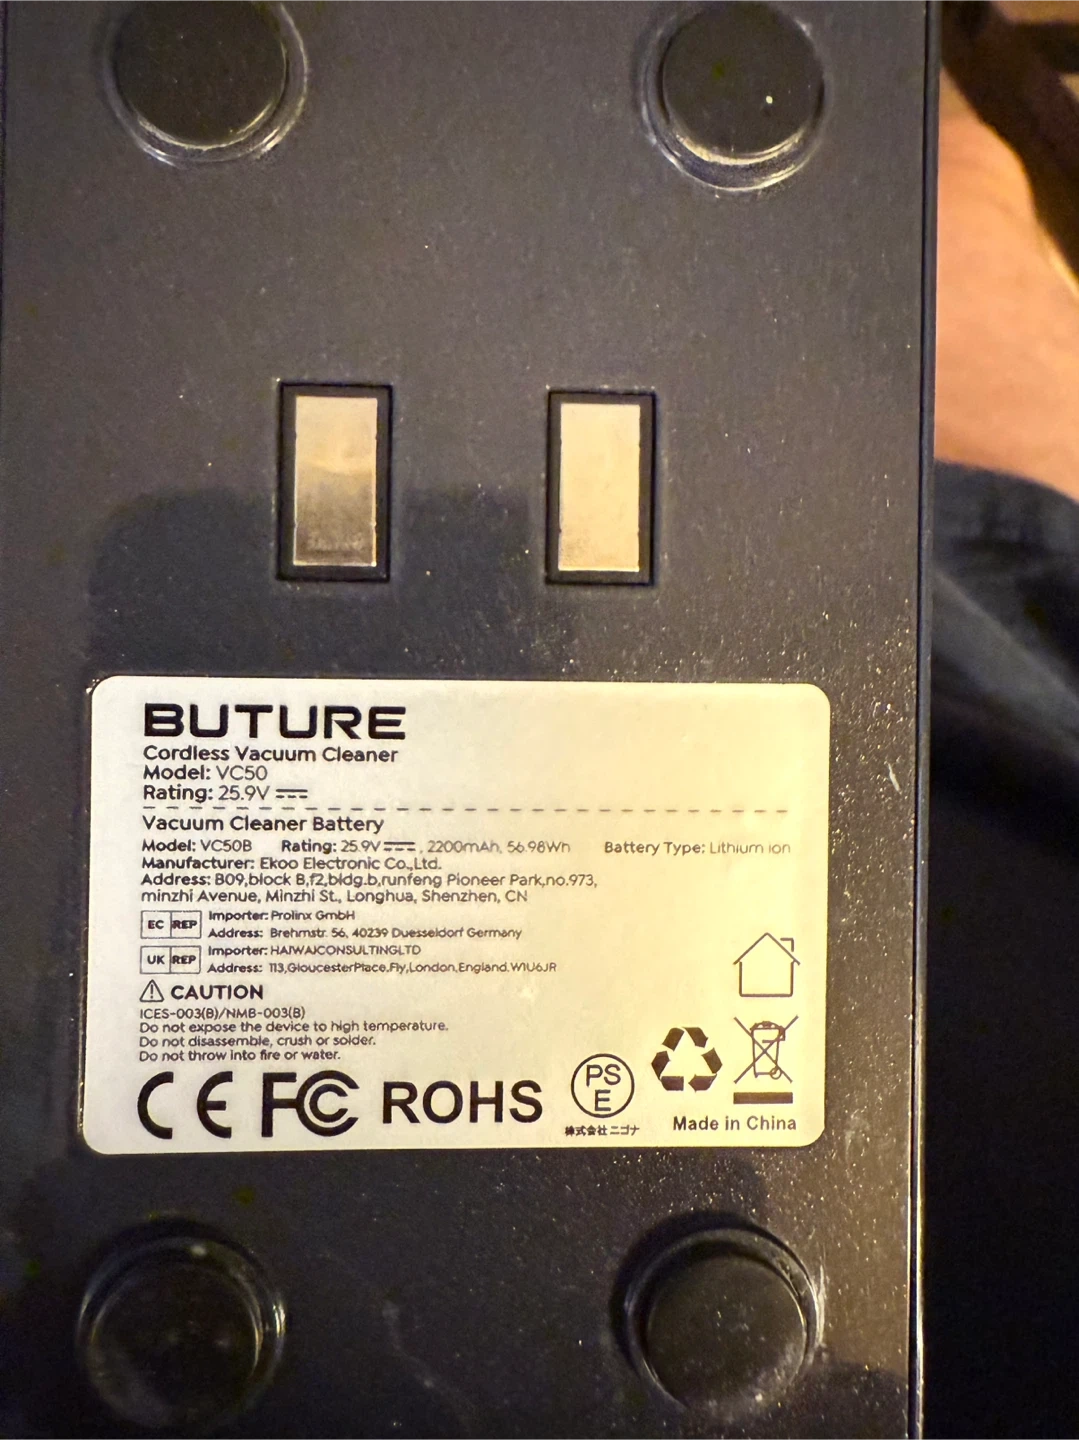 BUTURE
Cordless Vacuum Cleaner
Model: VC50
Rating: 25.9V
Vacuum Cleaner Battery
Model: VC50B Rating: 25.9V , 2200mAh, 56.98Wh Battery Type: Lithium ion
Manufacturer: Ekoo Electronic Co.,Ltd.
Address: B09,block B,f2,bldg.b,runfeng Pioneer Park,no.973,
minzhi Avenue, Minzhi St., Longhua, Shenzhen, CN
EC REP Importer: Prolinx GmbH
Address: Brehmstr. 56, 40239 Duesseldorf Germany
UK REP Importer: HAIWAICONSULTINGLTD
Address: 113,GloucesterPlace,Fly,London,England.W1U6JR
CAUTION
ICES-003(B)/NMB-003(B)
Do not expose the device to high temperature.
Do not disassemble, crush or solder.
Do not throw into fire or water.
CE FCC ROHS
PS
E
株式会社 ニゴナ
Made in China